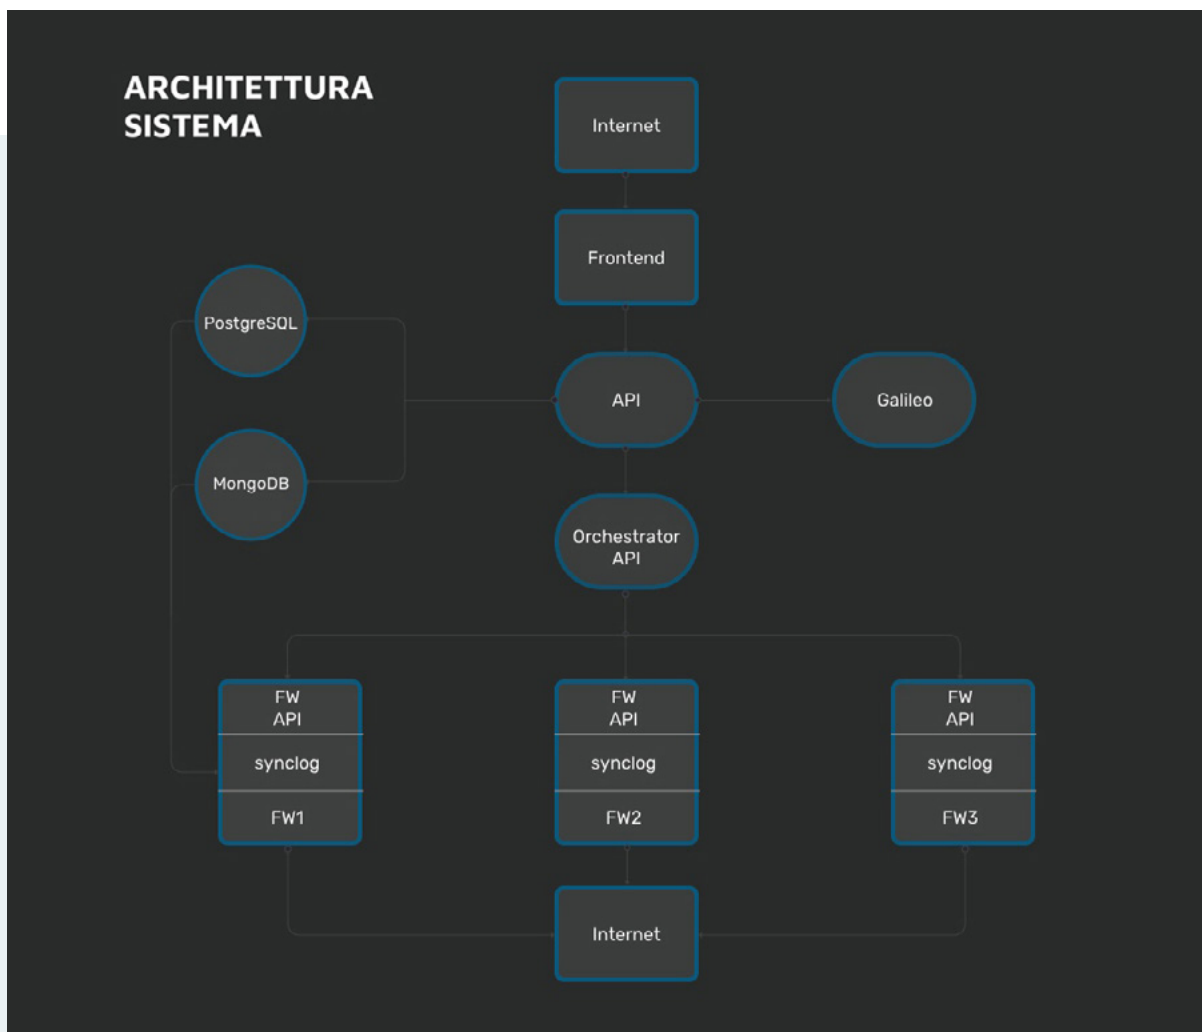 ARCHITETTURA
SISTEMA
Internet
Frontend
PostgreSQL
API
Galileo
MongoDB
Orchestrator
API
FW
API
synclog
FW1
FW
API
synclog
FW2
FW
API
synclog
FW3
Internet